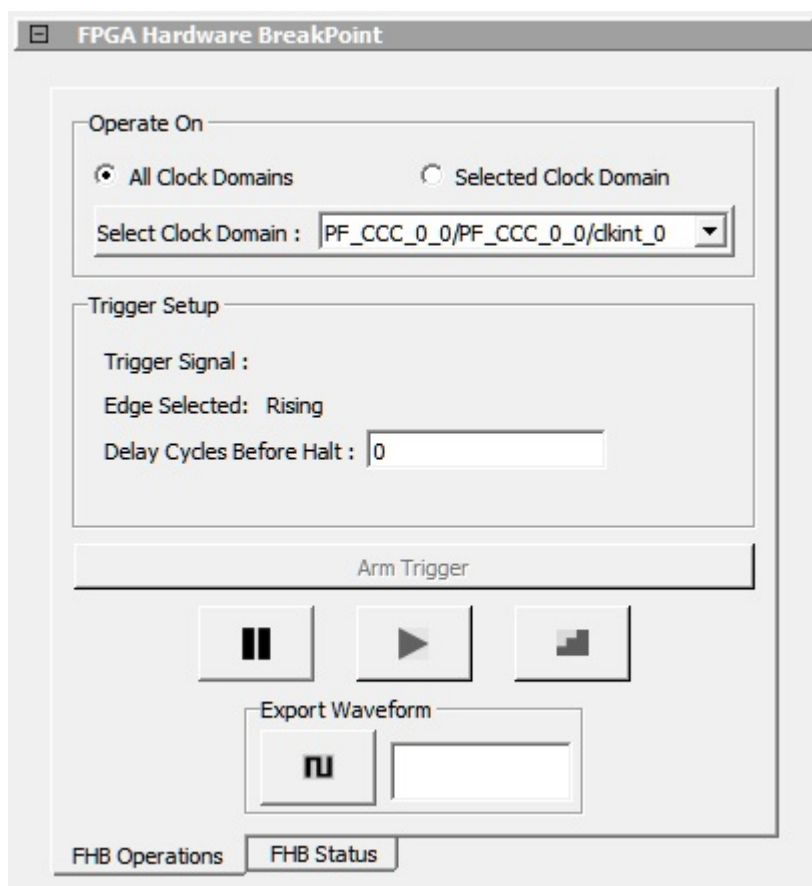 FPGA Hardware BreakPoint
Operate On
All Clock Domains Selected Clock Domain
Select Clock Domain : PF_CCC_0_0/PF_CCC_0_0/clkint_0
Trigger Setup
Trigger Signal :
Edge Selected: Rising
Delay Cycles Before Halt : 0
Arm Trigger
Export Waveform
FHB Operations FHB Status